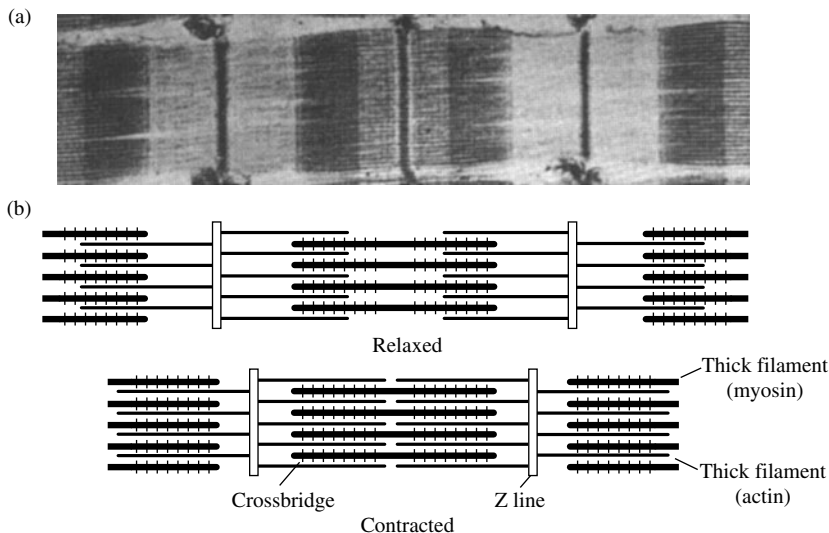 (a)
(b)
Relaxed
Thick filament
(myosin)
Thick filament
(actin)
Crossbridge
Z line
Contracted